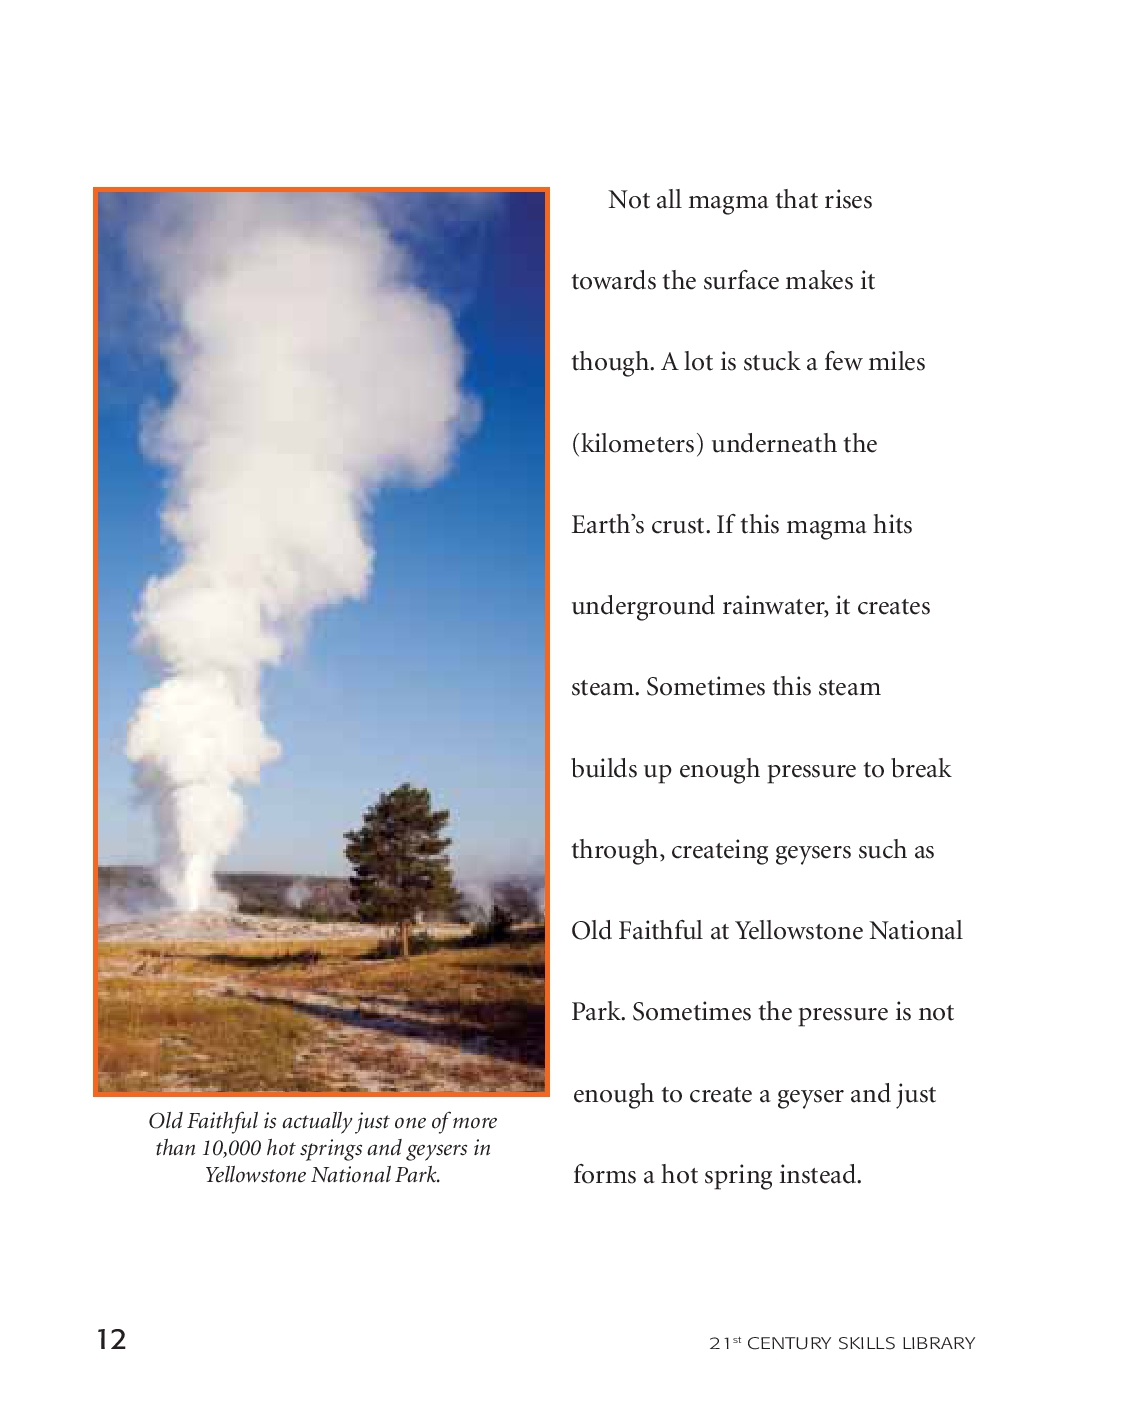 Not all magma that rises
towards the surface makes it
though. A lot is stuck a few miles
(kilometers) underneath the
Earth’s crust. If this magma hits
underground rainwater, it creates
steam. Sometimes this steam
builds up enough pressure to break
through, createing geysers such as
Old Faithful at Yellowstone National
Park. Sometimes the pressure is not
enough to create a geyser and just
forms a hot spring instead.
Old Faithful is actually just one of more
than 10,000 hot springs and geysers in
Yellowstone National Park.
12
21st CENTURY SKILLS LIBRARY